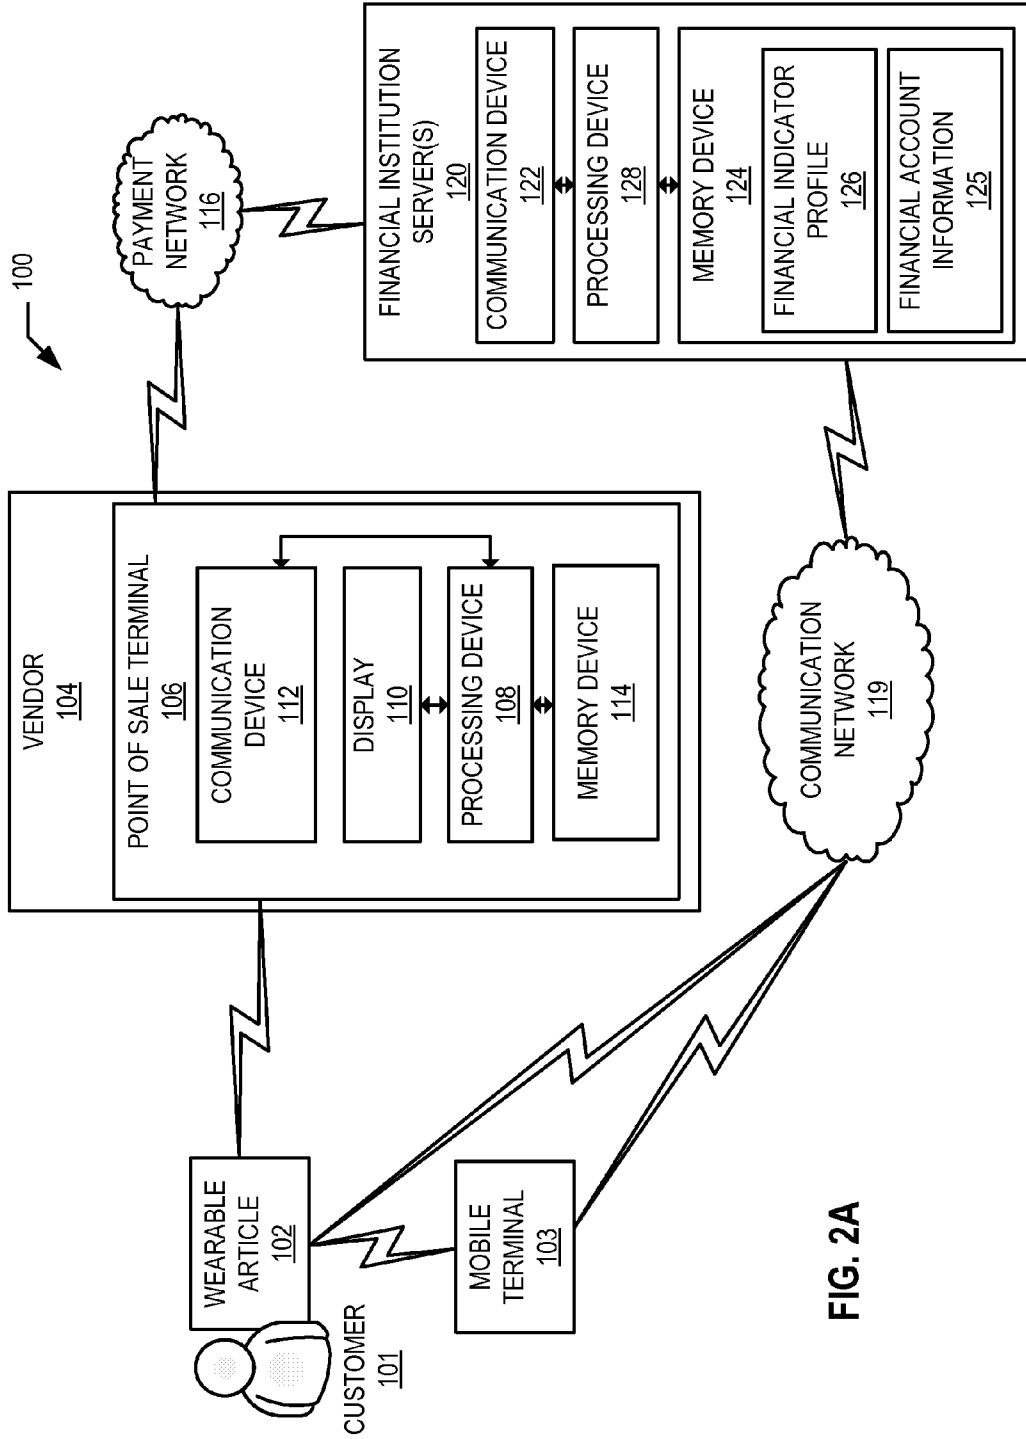 100
VENDOR
104
POINT OF SALE TERMINAL
106
COMMUNICATION
DEVICE
112
DISPLAY
110
PROCESSING DEVICE
108
MEMORY DEVICE
114
PAYMENT
NETWORK
116
FINANCIAL INSTITUTION
SERVER(S)
120
COMMUNICATION DEVICE
122
PROCESSING DEVICE
128
MEMORY DEVICE
124
FINANCIAL INDICATOR
PROFILE
126
FINANCIAL ACCOUNT
INFORMATION
125
WEARABLE
ARTICLE
102
CUSTOMER
101
MOBILE
TERMINAL
103
COMMUNICATION
NETWORK
119
FIG. 2A